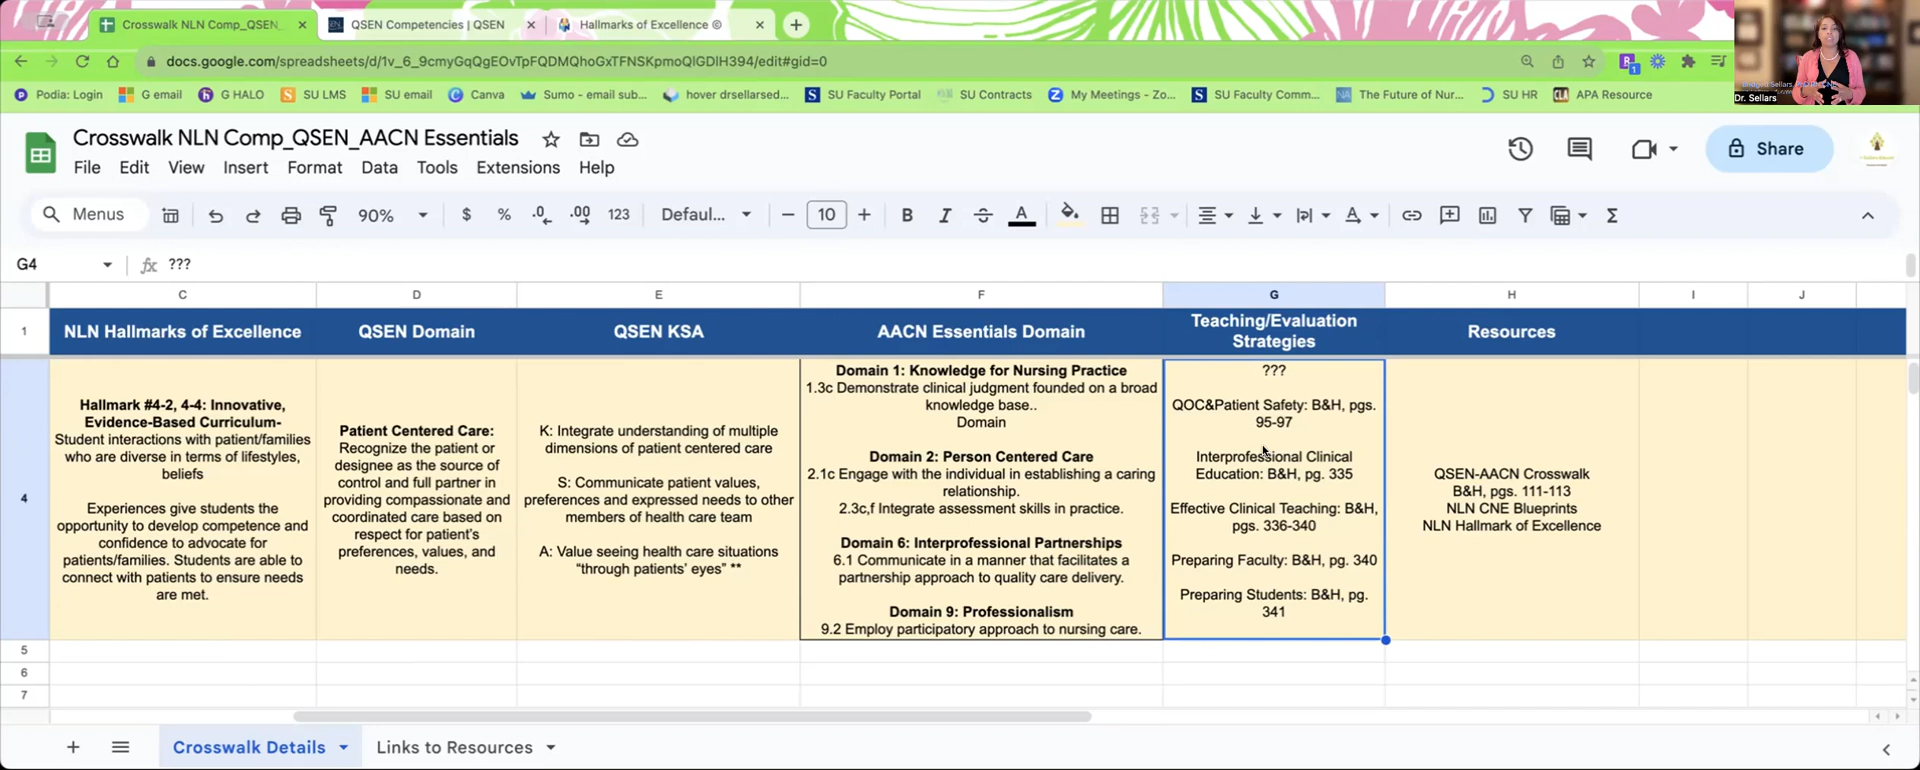 Crosswalk NLN Comp_QSEN_
QSEN Competencies | QSEN
Hallmarks of Excellence ©
docs.google.com/spreadsheets/d/1v_6_9cmyGqQgEOvTpFQDMQhoGxTFNSKpmoQlGDlH394/edit#gid=0
Podia: Login
G email
G HALO
SU LMS
SU email
Canva
Sumo - email sub...
hover drsellarsed...
SU Faculty Portal
SU Contracts
My Meetings - Zo...
SU Faculty Comm...
The Future of Nur...
SU HR
APA Resource
Dr. Sellars
Crosswalk NLN Comp_QSEN_AACN Essentials
File Edit View Insert Format Data Tools Extensions Help
Share
Menus
90%
$ % .0 .00 123
Defaul...
10
B I A
G4
fx ???
C D E F G H I J
1
NLN Hallmarks of Excellence
QSEN Domain
QSEN KSA
AACN Essentials Domain
Teaching/Evaluation
Strategies
Resources
4
Hallmark #4-2, 4-4: Innovative,
Evidence-Based Curriculum-
Student interactions with patient/families
who are diverse in terms of lifestyles,
beliefs
Experiences give students the
opportunity to develop competence and
confidence to advocate for
patients/families. Students are able to
connect with patients to ensure needs
are met.
Patient Centered Care:
Recognize the patient or
designee as the source of
control and full partner in
providing compassionate and
coordinated care based on
respect for patient's
preferences, values, and
needs.
K: Integrate understanding of multiple
dimensions of patient centered care
S: Communicate patient values,
preferences and expressed needs to other
members of health care team
A: Value seeing health care situations
“through patients’ eyes” **
Domain 1: Knowledge for Nursing Practice
1.3c Demonstrate clinical judgment founded on a broad
knowledge base..
Domain
Domain 2: Person Centered Care
2.1c Engage with the individual in establishing a caring
relationship.
2.3c,f Integrate assessment skills in practice.
Domain 6: Interprofessional Partnerships
6.1 Communicate in a manner that facilitates a
partnership approach to quality care delivery.
Domain 9: Professionalism
9.2 Employ participatory approach to nursing care.
???
QOC&Patient Safety: B&H, pgs.
95-97
Interprofessional Clinical
Education: B&H, pg. 335
Effective Clinical Teaching: B&H,
pgs. 336-340
Preparing Faculty: B&H, pg. 340
Preparing Students: B&H, pg.
341
QSEN-AACN Crosswalk
B&H, pgs. 111-113
NLN CNE Blueprints
NLN Hallmark of Excellence
5
6
7
Crosswalk Details
Links to Resources